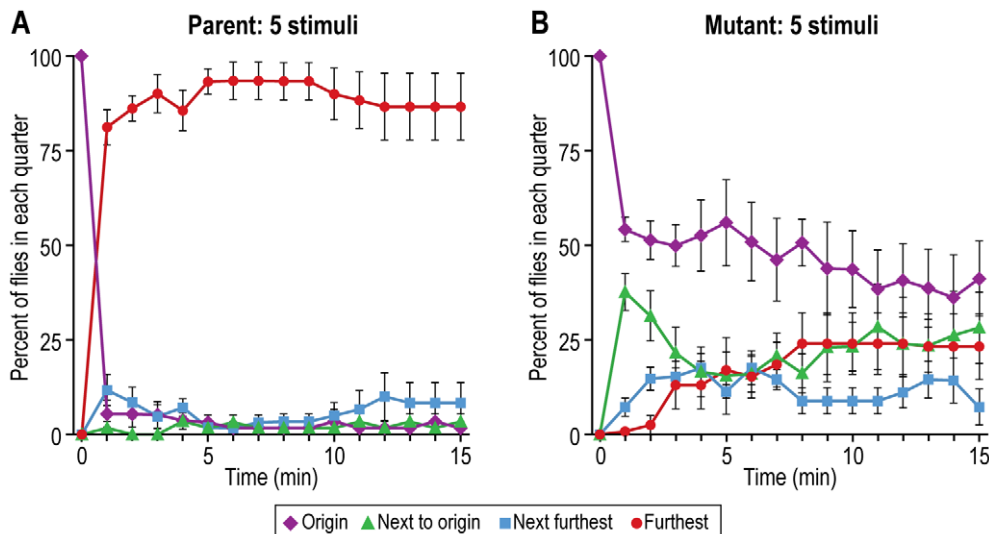 A
Parent: 5 stimuli
Percent of flies in each quarter
100
75
50
25
0
0
5
10
15
Time (min)
B
Mutant: 5 stimuli
Percent of flies in each quarter
100
75
50
25
0
0
5
10
15
Time (min)
Origin
Next to origin
Next furthest
Furthest